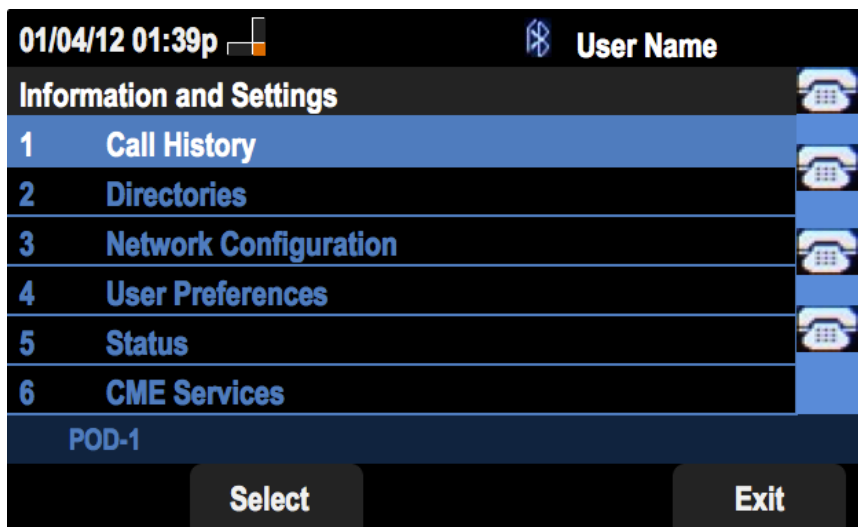 01/04/12 01:39p User Name
Information and Settings
1 Call History
2 Directories
3 Network Configuration
4 User Preferences
5 Status
6 CME Services
POD-1
Select Exit